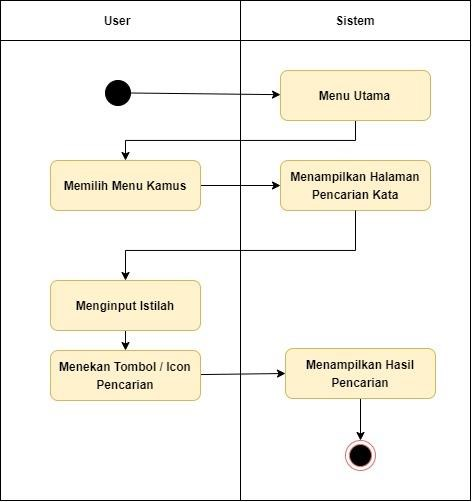 User
Sistem
Menu Utama
Memilih Menu Kamus
Menampilkan Halaman
Pencarian Kata
Menginput Istilah
Menekan Tombol / Icon
Pencarian
Menampilkan Hasil
Pencarian